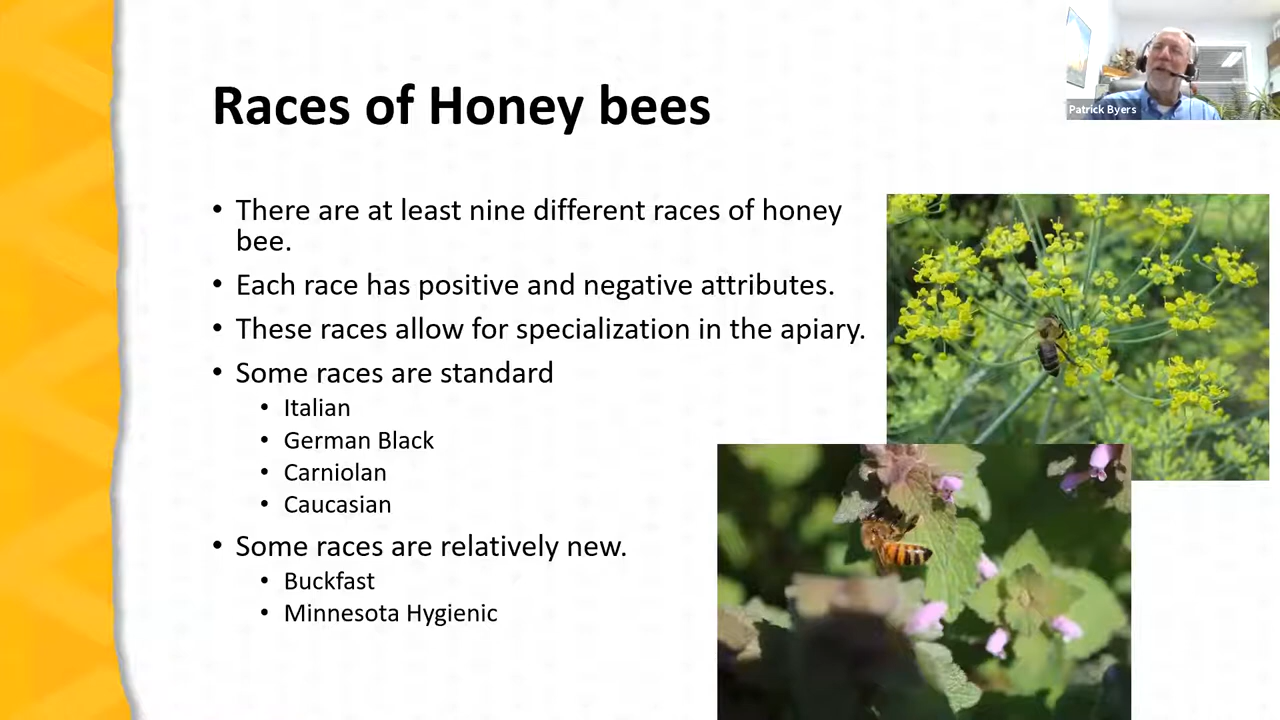 Races of Honey bees
Patrick Byers
• There are at least nine different races of honey
bee.
• Each race has positive and negative attributes.
• These races allow for specialization in the apiary.
• Some races are standard
• Italian
• German Black
• Carniolan
• Caucasian
• Some races are relatively new.
• Buckfast
• Minnesota Hygienic